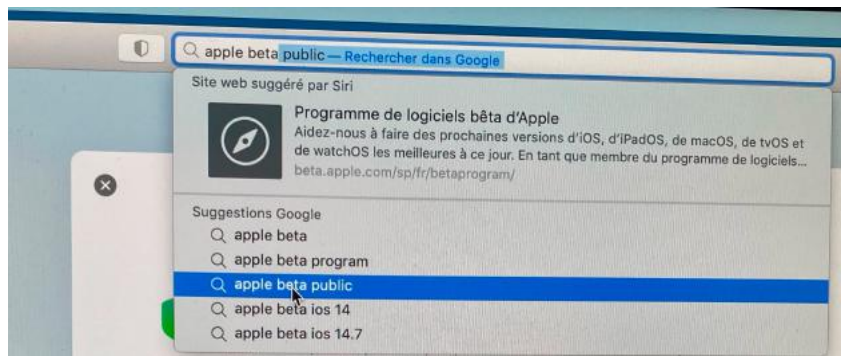 apple beta public — Rechercher dans Google
Site web suggéré par Siri
Programme de logiciels bêta d'Apple
Aidez-nous à faire des prochaines versions d'iOS, d'iPadOS, de macOS, de tvOS et
de watchOS les meilleures à ce jour. En tant que membre du programme de logiciels...
beta.apple.com/sp/fr/betaprogram/
Suggestions Google
apple beta
apple beta program
apple beta public
apple beta ios 14
apple beta ios 14.7